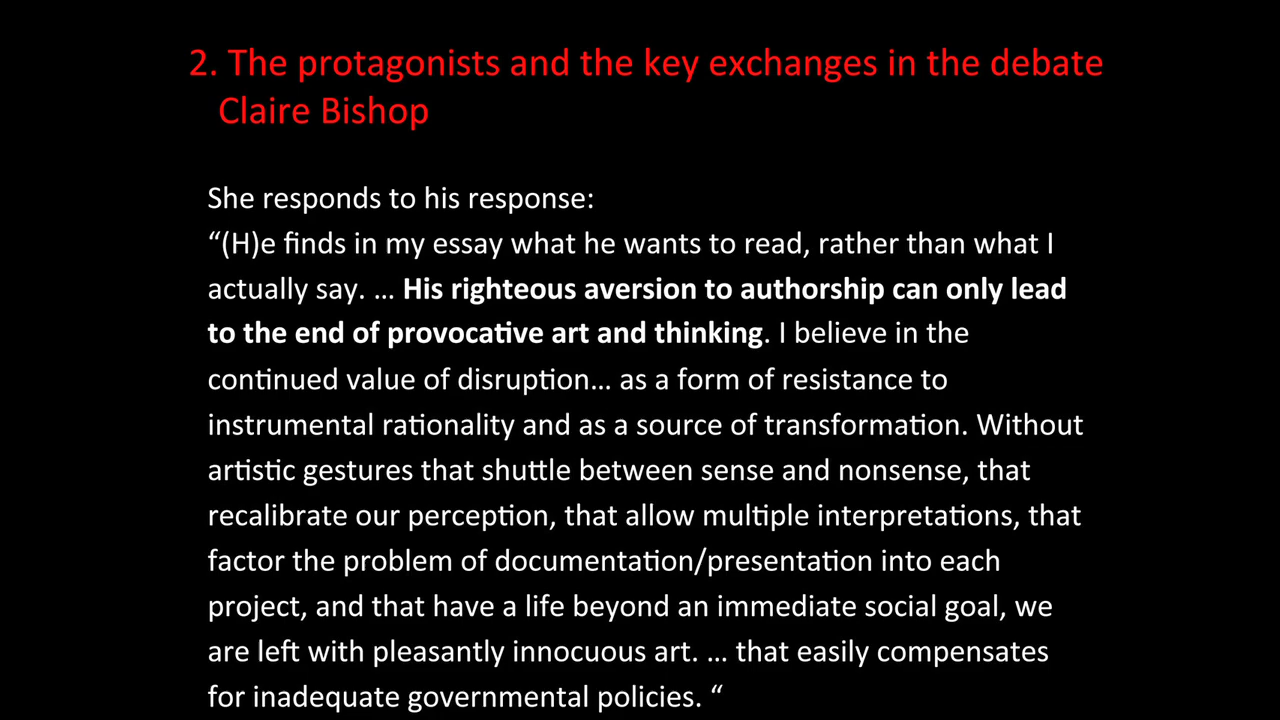 2. The protagonists and the key exchanges in the debate
Claire Bishop
She responds to his response:
“(H)e finds in my essay what he wants to read, rather than what I
actually say. … His righteous aversion to authorship can only lead
to the end of provocative art and thinking. I believe in the
continued value of disruption… as a form of resistance to
instrumental rationality and as a source of transformation. Without
artistic gestures that shuttle between sense and nonsense, that
recalibrate our perception, that allow multiple interpretations, that
factor the problem of documentation/presentation into each
project, and that have a life beyond an immediate social goal, we
are left with pleasantly innocuous art. … that easily compensates
for inadequate governmental policies. “